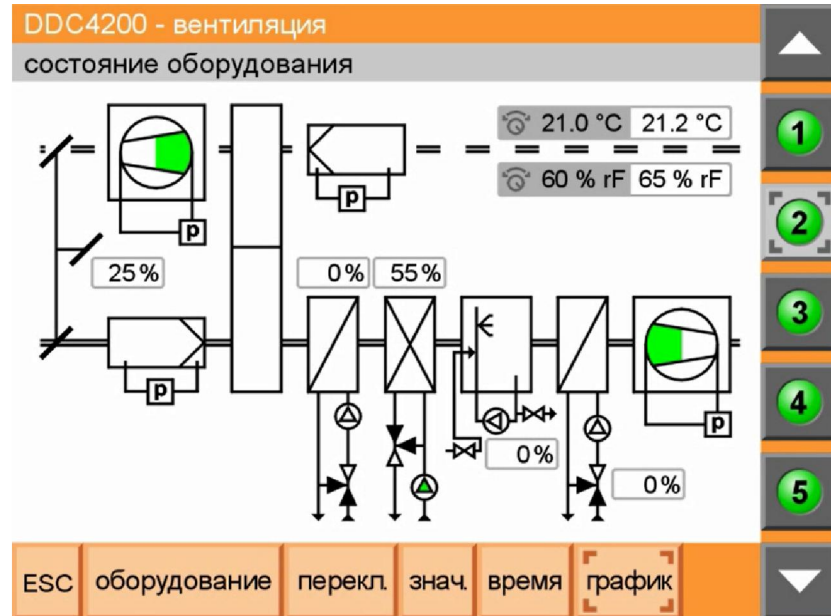 DDC4200 - вентиляция
состояние оборудования
21.0 °C 21.2 °C
1
60 % rF 65 % rF
p
p
2
25% 0% 55%
3
p
p
4
0%
0%
5
ESC оборудование перекл. знач. время график